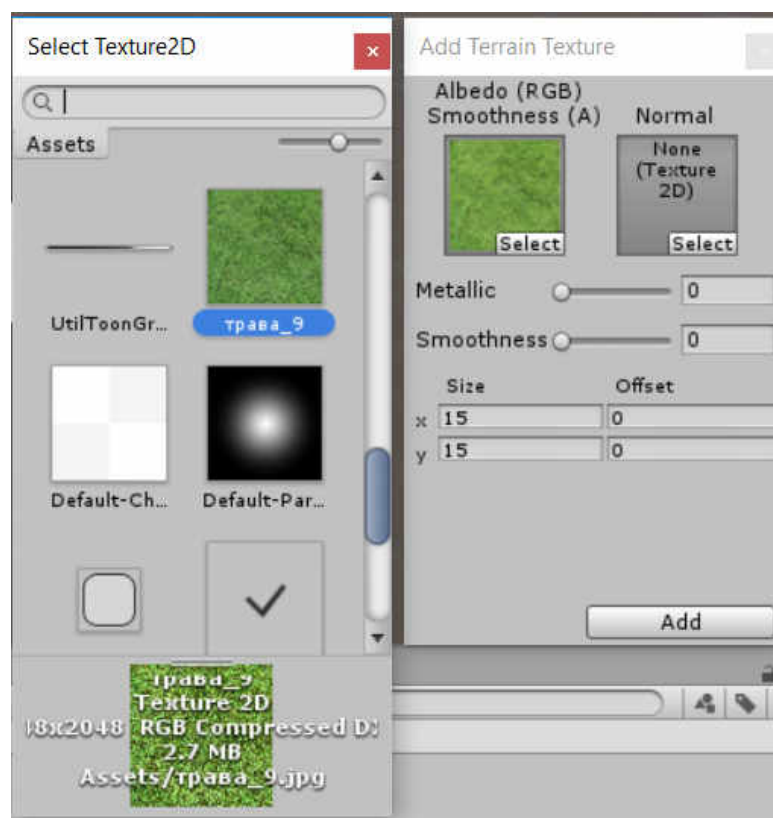 Select Texture2D
Assets
UtilToonGr...
трава_9
Default-Ch...
Default-Par...
трава_9
Texture 2D
48x2048 RGB Compressed D
2.7 MB
Assets/трава_9.jpg
Add Terrain Texture
Albedo (RGB)
Smoothness (A)
Normal
None
(Texture
2D)
Select
Select
Metallic
0
Smoothness
0
Size
Offset
x 15
0
y 15
0
Add